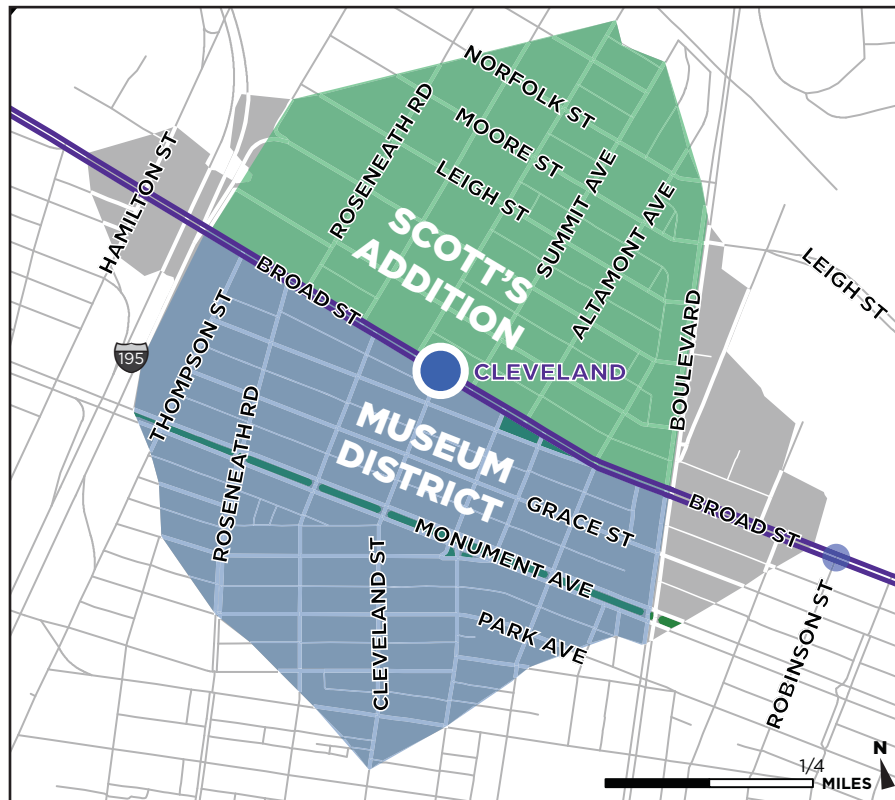 NORFOLK ST
MOORE ST
LEIGH ST
ROSENEATH RD
SUMMIT AVE
ALTAMONT AVE
HAMILTON ST
SCOTT'S
ADDITION
LEIGH ST
BROAD ST
BOULEVARD
THOMPSON ST
195
CLEVELAND
ROSENEATH RD
MUSEUM
DISTRICT
GRACE ST
BROAD ST
MONUMENT AVE
CLEVELAND ST
PARK AVE
ROBINSON ST
N
1/4
MILES